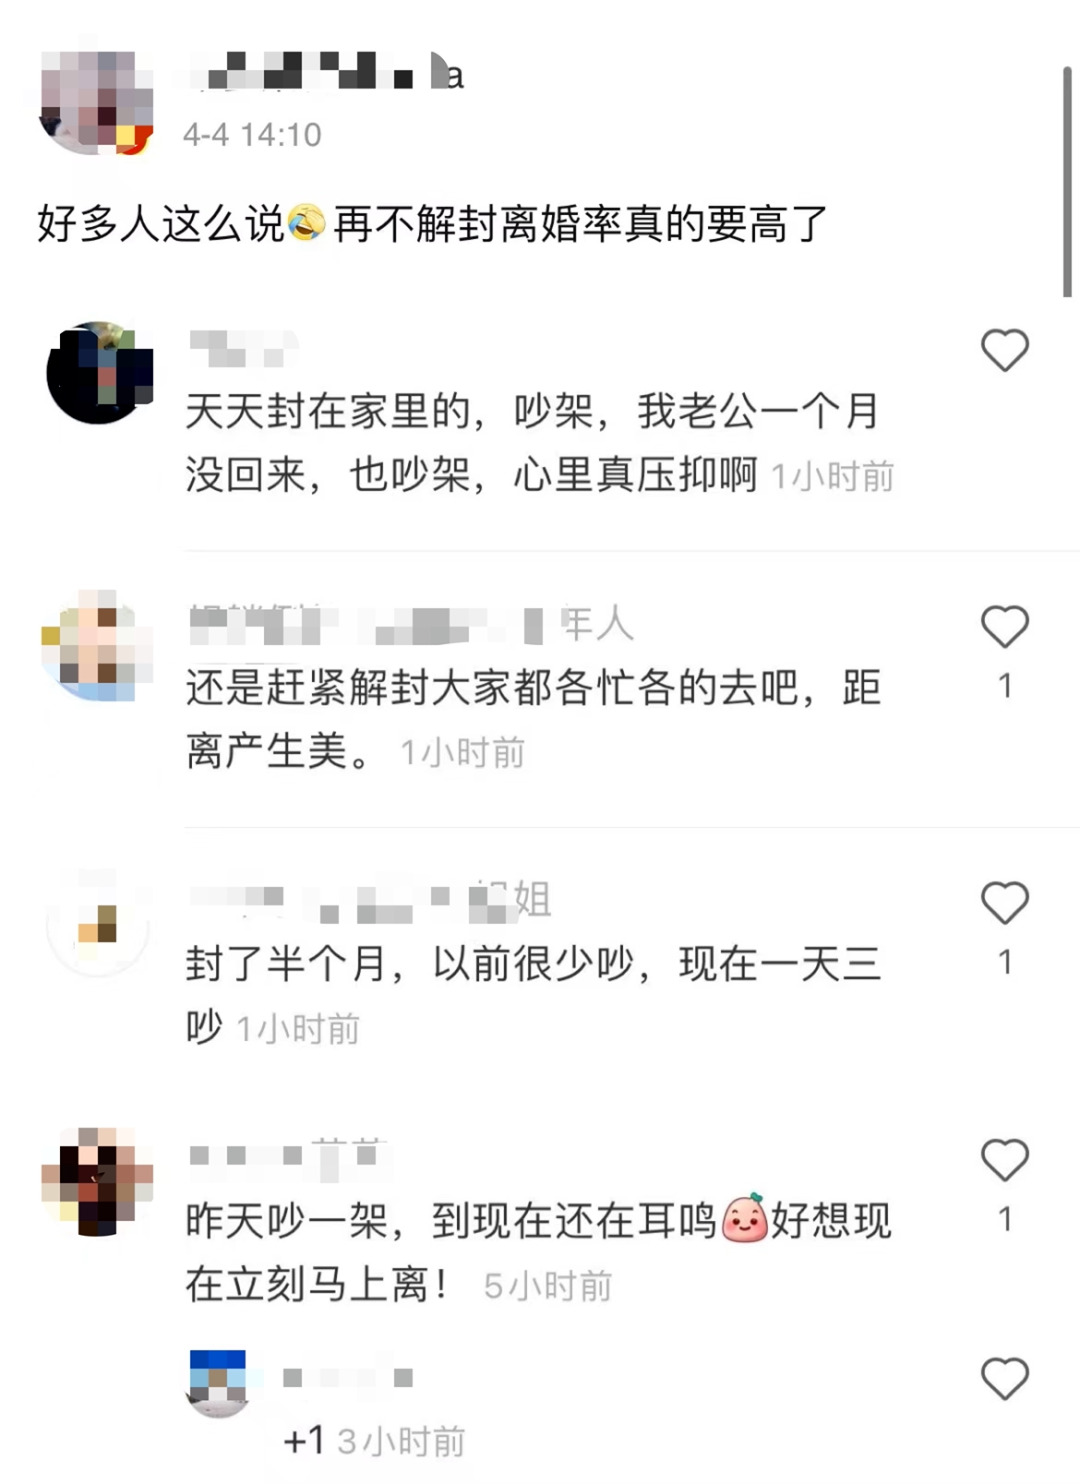 a
4-4 14:10
好多人这么说🤣再不解封离婚率真的要高了
天天封在家里的，吵架，我老公一个月
没回来，也吵架，心里真压抑啊 1小时前
年人
还是赶紧解封大家都各忙各的去吧，距
1
离产生美。 1小时前
姐
封了半个月，以前很少吵，现在一天三
1
吵 1小时前
昨天吵一架，到现在还在耳鸣好想现
1
在立刻马上离！ 5小时前
+1 3小时前